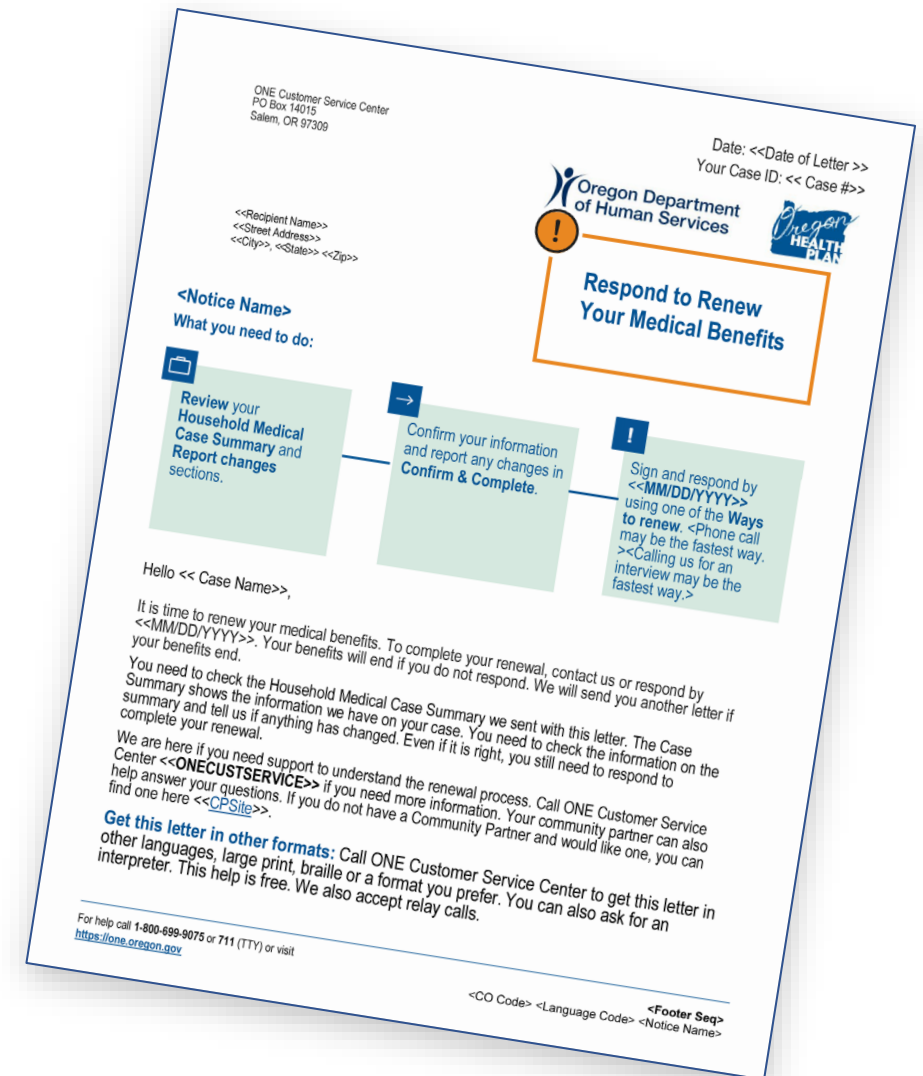 ONE Customer Service Center
PO Box 14015
Salem, OR 97309
Date: <<Date of Letter >>
Your Case ID: << Case #>>
Oregon Department
of Human Services
Oregon
HEALTH
PLAN
<<Recipient Name>>
<<Street Address>>
<<City>>, <<State>> <<Zip>>
!
Respond to Renew
Your Medical Benefits
<Notice Name>
What you need to do:
Review your
Household Medical
Case Summary and
Report changes
sections.
→
Confirm your information
and report any changes in
Confirm & Complete.
!
Sign and respond by
<<MM/DD/YYYY>>
using one of the Ways
to renew. <Phone call
may be the fastest way.
><Calling us for an
interview may be the
fastest way.>
Hello << Case Name>>,
It is time to renew your medical benefits. To complete your renewal, contact us or respond by
<<MM/DD/YYYY>>. Your benefits will end if you do not respond. We will send you another letter if
your benefits end.
You need to check the Household Medical Case Summary we sent with this letter. The Case
Summary shows the information we have on your case. You need to check the information on the
summary and tell us if anything has changed. Even if it is right, you still need to respond to
complete your renewal.
We are here if you need support to understand the renewal process. Call ONE Customer Service
Center <<ONECUSTSERVICE>> if you need more information. Your community partner can also
help answer your questions. If you do not have a Community Partner and would like one, you can
find one here <<CPSite>>.
Get this letter in other formats: Call ONE Customer Service Center to get this letter in
other languages, large print, braille or a format you prefer. You can also ask for an
interpreter. This help is free. We also accept relay calls.
For help call 1-800-699-9075 or 711 (TTY) or visit
https://one.oregon.gov
<Footer Seq>
<CO Code> <Language Code> <Notice Name>